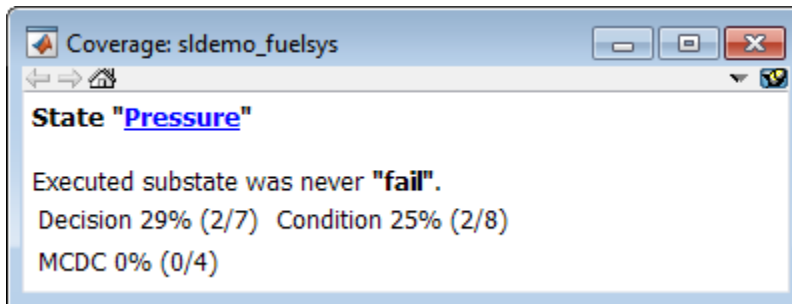 Coverage: sldemo_fuelsys
State "Pressure"
Executed substate was never "fail".
Decision 29% (2/7) Condition 25% (2/8)
MCDC 0% (0/4)